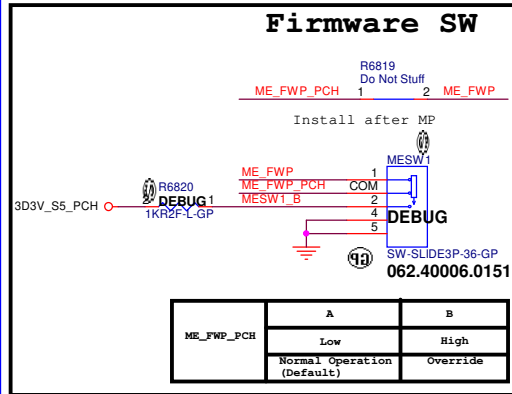 Firmware SW
R6819
Do Not Stuff
ME_FWP_PCH 1 2 ME_FWP
Install after MP
MESW1
ME_FWP 1
ME_FWP_PCH COM
MESW1_B 2
4
5
DEBUG
R6820
2 DEBUG 1
1KR2F-L-GP
3D3V_S5_PCH
SW-SLIDE3P-36-GP
062.40006.0151
ME_FWP_PCH
A B
Low High
Normal Operation Override
(Default)